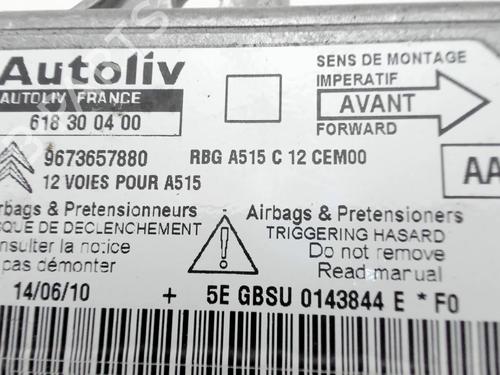 Autoliv
AUTOLIV FRANCE
618 30 04 00
SENS DE MONTAGE
IMPERATIF
AVANT
FORWARD
9673657880 RBG A515 C 12 CEM00
12 VOIES POUR A515
AA
rbags & Pretensionneurs
QUE DE DECLENCHEMENT
nsulter la notice
pas démonter
Airbags & Pretensioners
TRIGGERING HASARD
Do not remove
Read manual
14/06/10 + 5E GBSU 0143844 E * F0